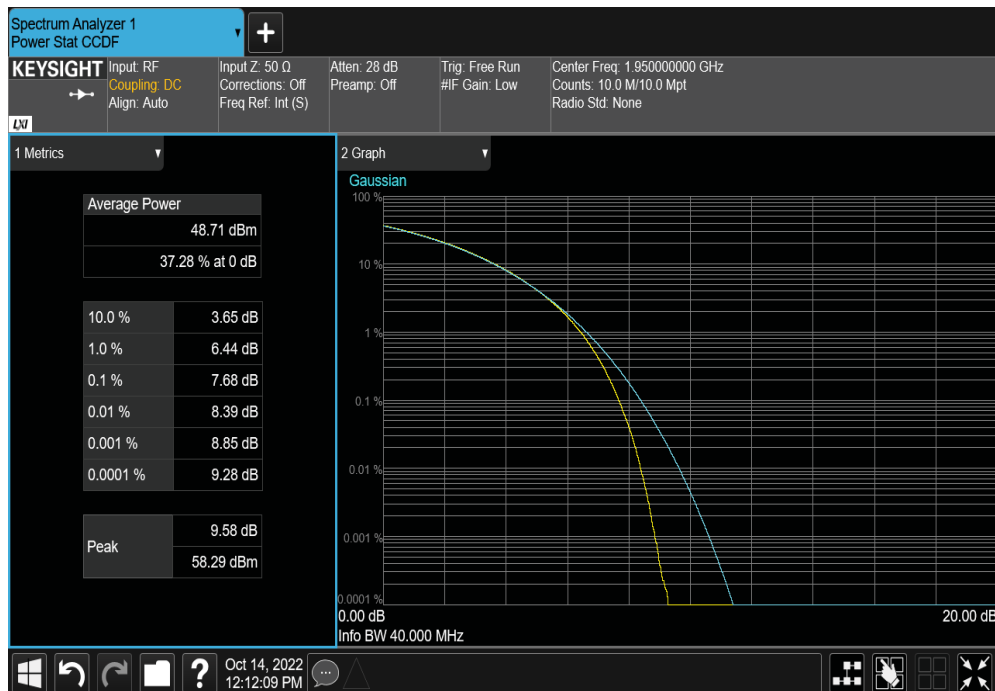 Spectrum Analyzer 1
Power Stat CCDF
KEYSIGHT
LXI
Input: RF
Coupling: DC
Align: Auto
Input Z: 50 Ω
Corrections: Off
Freq Ref: Int (S)
Atten: 28 dB
Preamp: Off
Trig: Free Run
#IF Gain: Low
Center Freq: 1.950000000 GHz
Counts: 10.0 M/10.0 Mpt
Radio Std: None
1 Metrics
Average Power
48.71 dBm
37.28 % at 0 dB
10.0 % 3.65 dB
1.0 % 6.44 dB
0.1 % 7.68 dB
0.01 % 8.39 dB
0.001 % 8.85 dB
0.0001 % 9.28 dB
Peak
9.58 dB
58.29 dBm
2 Graph
Gaussian
100 %
10 %
1 %
0.1 %
0.01 %
0.001 %
0.0001 %
0.00 dB 20.00 dB
Info BW 40.000 MHz
?
Oct 14, 2022
12:12:09 PM